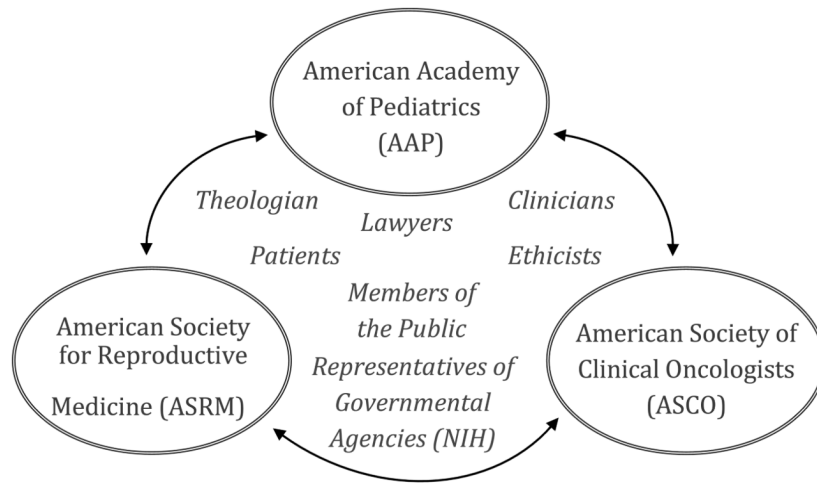 American Academy
of Pediatrics
(AAP)
Theologian
Lawyers
Clinicians
Patients
Ethicists
Members of
the Public
Representatives of
Governmental
Agencies (NIH)
American Society
for Reproductive
Medicine (ASRM)
American Society of
Clinical Oncologists
(ASCO)